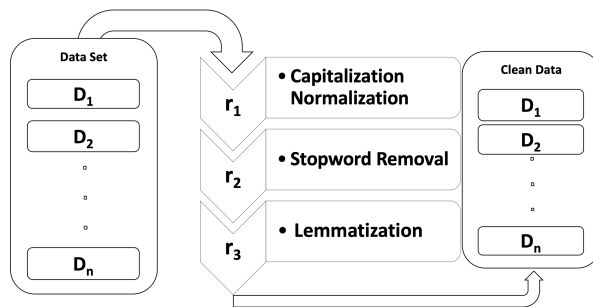 Data Set
D₁
D₂
Dₙ
r₁
• Capitalization
Normalization
r₂
• Stopword Removal
r₃
• Lemmatization
Clean Data
D₁
D₂
Dₙ